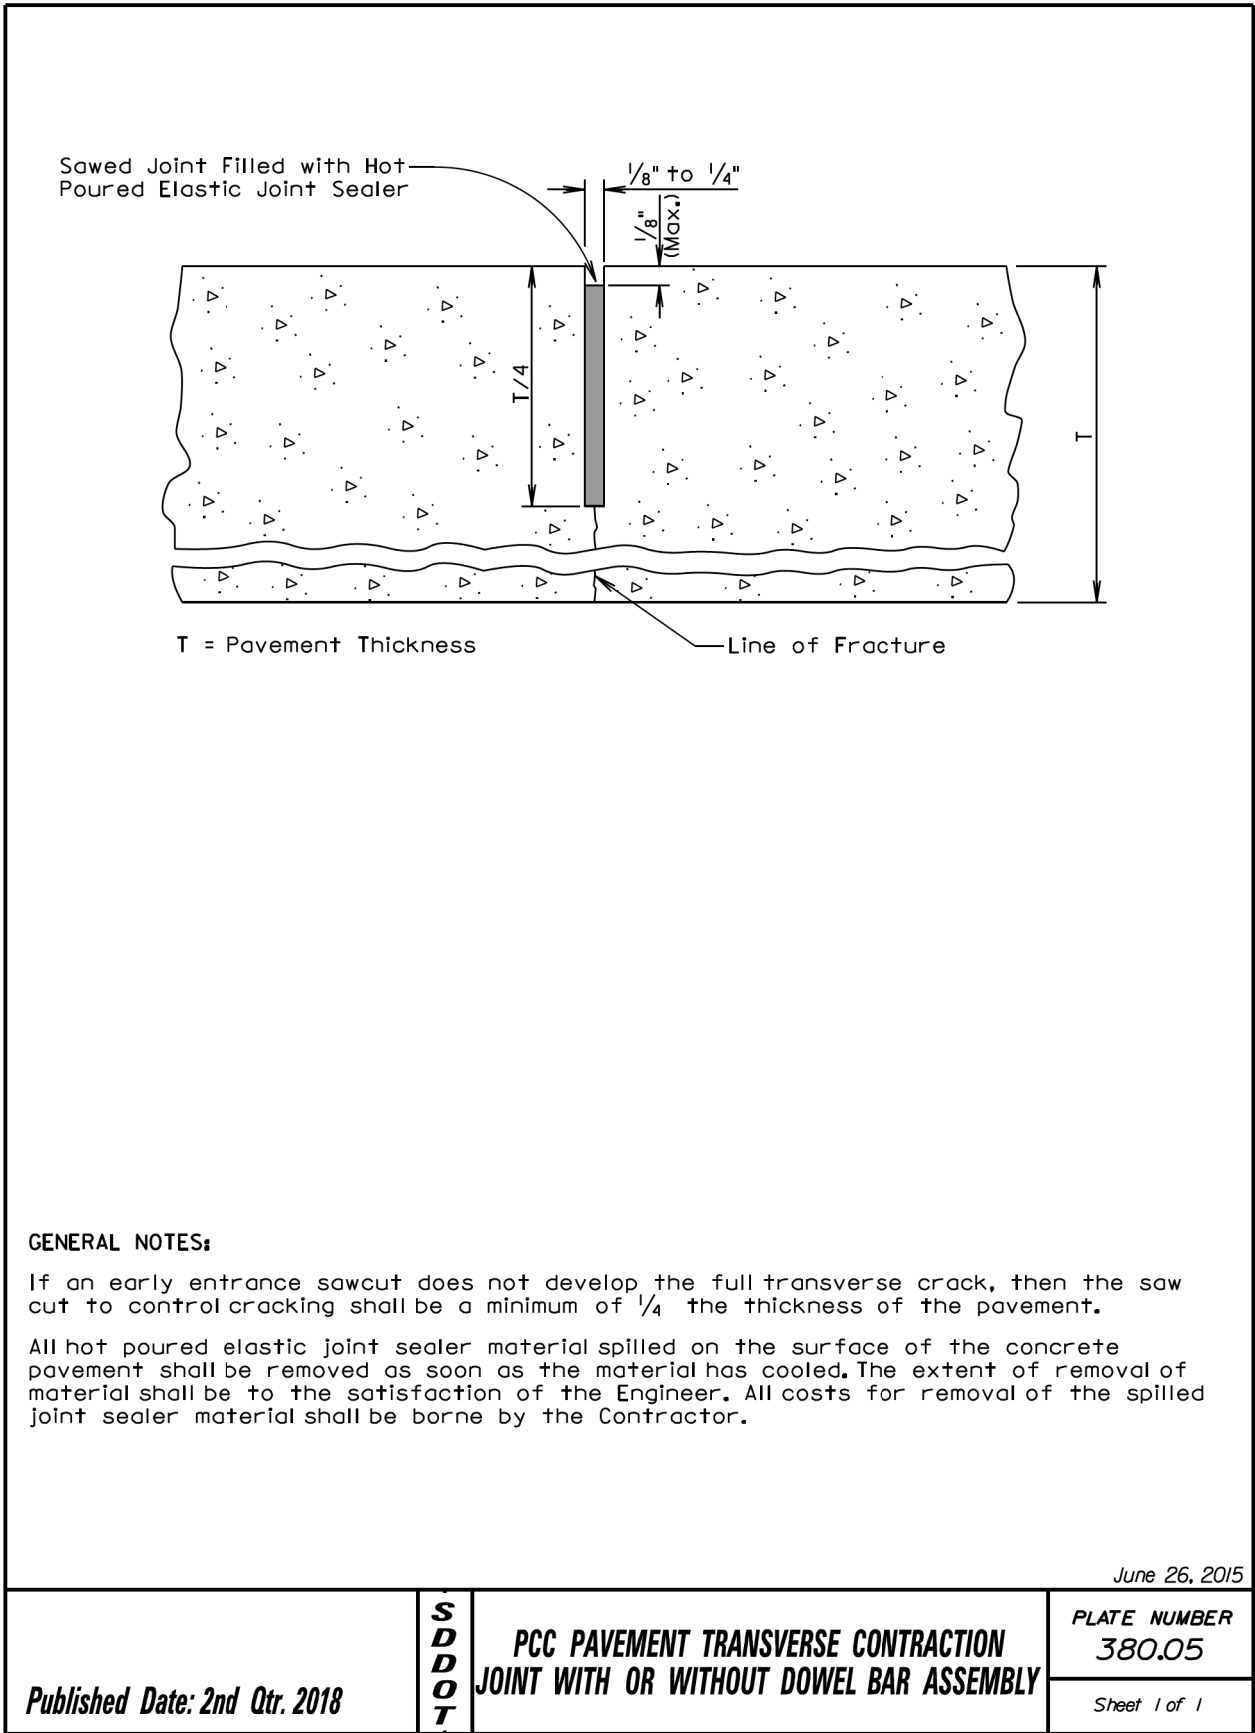 Sawed Joint Filled with Hot
Poured Elastic Joint Sealer
1/8" to 1/4"
1/8"
(Max.)
T/4
T
T = Pavement Thickness
Line of Fracture
GENERAL NOTES:
If an early entrance sawcut does not develop the full transverse crack, then the saw
cut to control cracking shall be a minimum of 1/4 the thickness of the pavement.
All hot poured elastic joint sealer material spilled on the surface of the concrete
pavement shall be removed as soon as the material has cooled. The extent of removal of
material shall be to the satisfaction of the Engineer. All costs for removal of the spilled
joint sealer material shall be borne by the Contractor.
June 26, 2015
Published Date: 2nd Qtr. 2018
S
D
D
O
T
PCC PAVEMENT TRANSVERSE CONTRACTION
JOINT WITH OR WITHOUT DOWEL BAR ASSEMBLY
PLATE NUMBER
380.05
Sheet 1 of 1